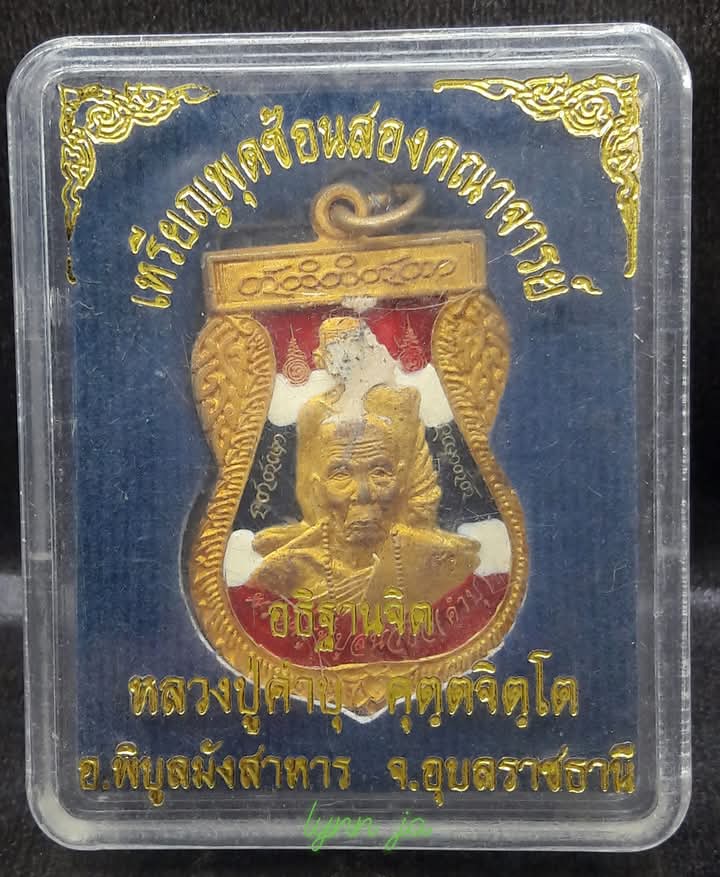 เหรียญพุดซ้อนสองคณาจารย์
อธิฐานจิต
หลวงปู่คำบุ คุตฺตจิตฺโต
อ.พิบูลมังสาหาร จ.อุบลราชธานี
lynn ja